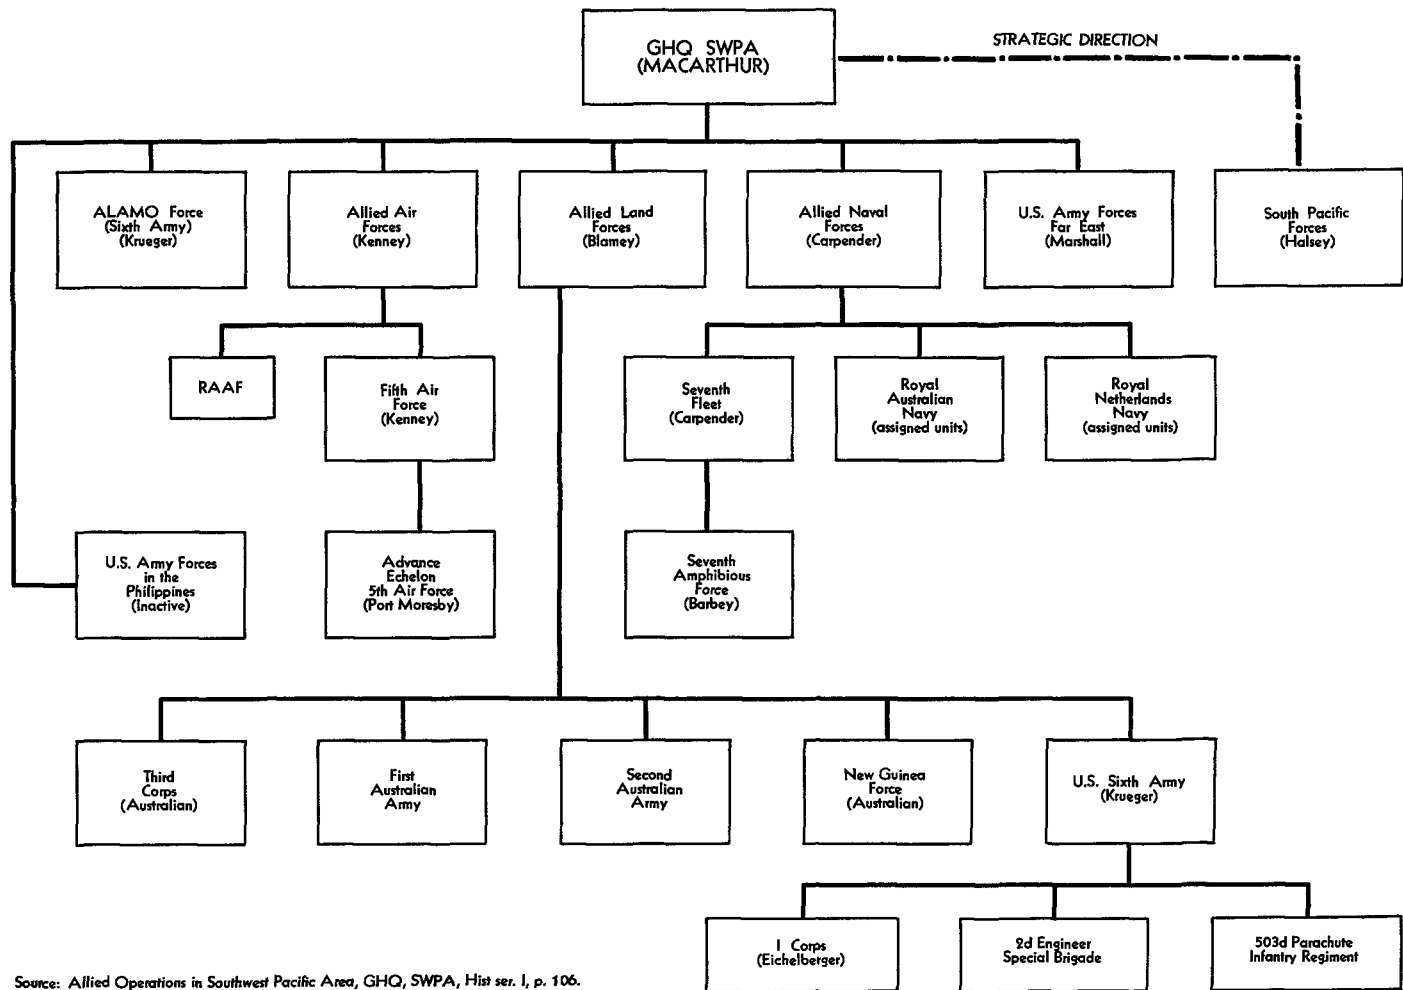 GHQ SWPA
(MACARTHUR)
STRATEGIC DIRECTION
ALAMO Force
(Sixth Army)
(Krueger)
Allied Air
Forces
(Kenney)
Allied Land
Forces
(Blamey)
Allied Naval
Forces
(Carpender)
U.S. Army Forces
Far East
(Marshall)
South Pacific
Forces
(Halsey)
RAAF
Fifth Air
Force
(Kenney)
Seventh
Fleet
(Carpender)
Royal
Australian
Navy
(assigned units)
Royal
Netherlands
Navy
(assigned units)
U.S. Army Forces
in the
Philippines
(Inactive)
Advance
Echelon
5th Air Force
(Port Moresby)
Seventh
Amphibious
Force
(Barbey)
Third
Corps
(Australian)
First
Australian
Army
Second
Australian
Army
New Guinea
Force
(Australian)
U.S. Sixth Army
(Krueger)
I Corps
(Eichelberger)
2d Engineer
Special Brigade
503d Parachute
Infantry Regiment
Source: Allied Operations in Southwest Pacific Area, GHQ, SWPA, Hist ser. I, p. 106.